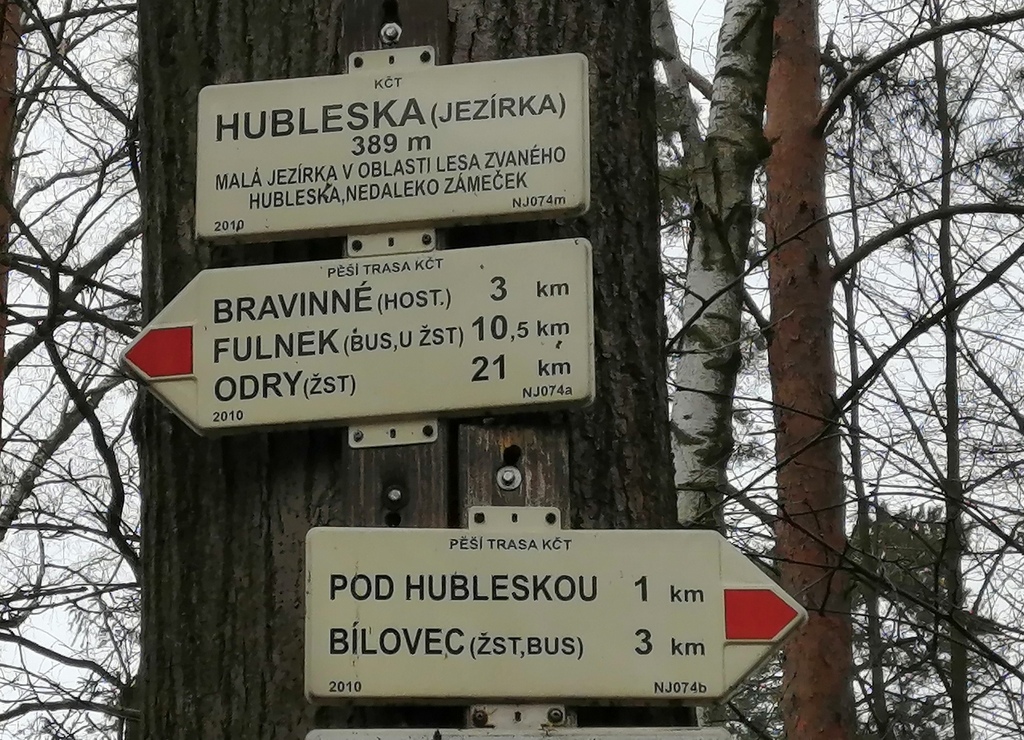 KČT
HUBLESKA (JEZÍRKA)
389 m
MALÁ JEZÍRKA V OBLASTI LESA ZVANÉHO
HUBLESKA, NEDALEKO ZÁMEČEK
2010 NJ074m
PĚŠÍ TRASA KČT
BRAVINNÉ (HOST.) 3 km
FULNEK (BUS, U ŽST) 10,5 km
ODRY (ŽST) 21 km
2010 NJ074a
PĚŠÍ TRASA KČT
POD HUBLESKOU 1 km
BÍLOVEC (ŽST, BUS) 3 km
2010 NJ074b